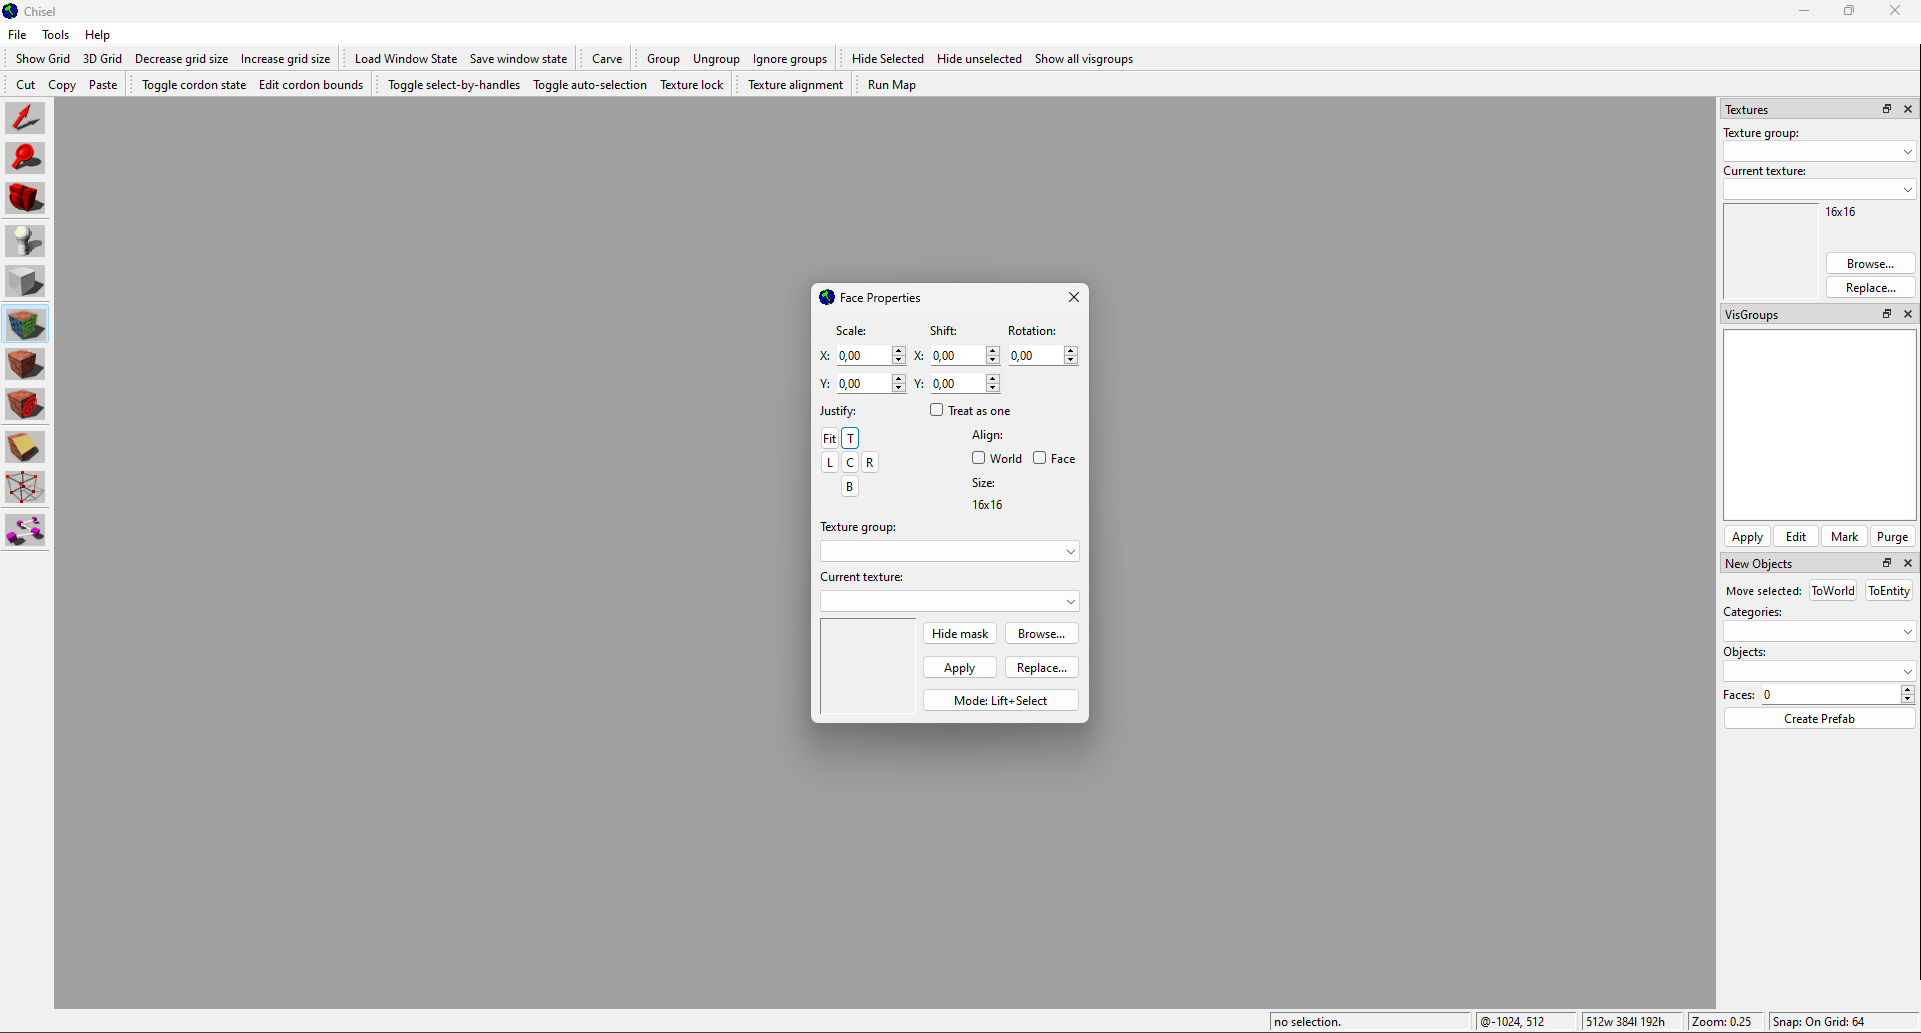 Chisel
File Tools Help
Show Grid 3D Grid Decrease grid size Increase grid size Load Window State Save window state Carve Group Ungroup Ignore groups Hide Selected Hide unselected Show all visgroups
Cut Copy Paste Toggle cordon state Edit cordon bounds Toggle select-by-handles Toggle auto-selection Texture lock Texture alignment Run Map
Face Properties
Scale: Shift: Rotation:
X: 0,00 X: 0,00 0,00
Y: 0,00 Y: 0,00
Justify: Treat as one
Fit T Align:
L C R World Face
B Size:
16x16
Texture group:
Current texture:
Hide mask Browse...
Apply Replace...
Mode: Lift+Select
Textures
Texture group:
Current texture:
16x16
Browse...
Replace...
VisGroups
Apply Edit Mark Purge
New Objects
Move selected: ToWorld ToEntity
Categories:
Objects:
Faces: 0
Create Prefab
no selection. @-1024, 512 512w 384l 192h Zoom: 0.25 Snap: On Grid: 64